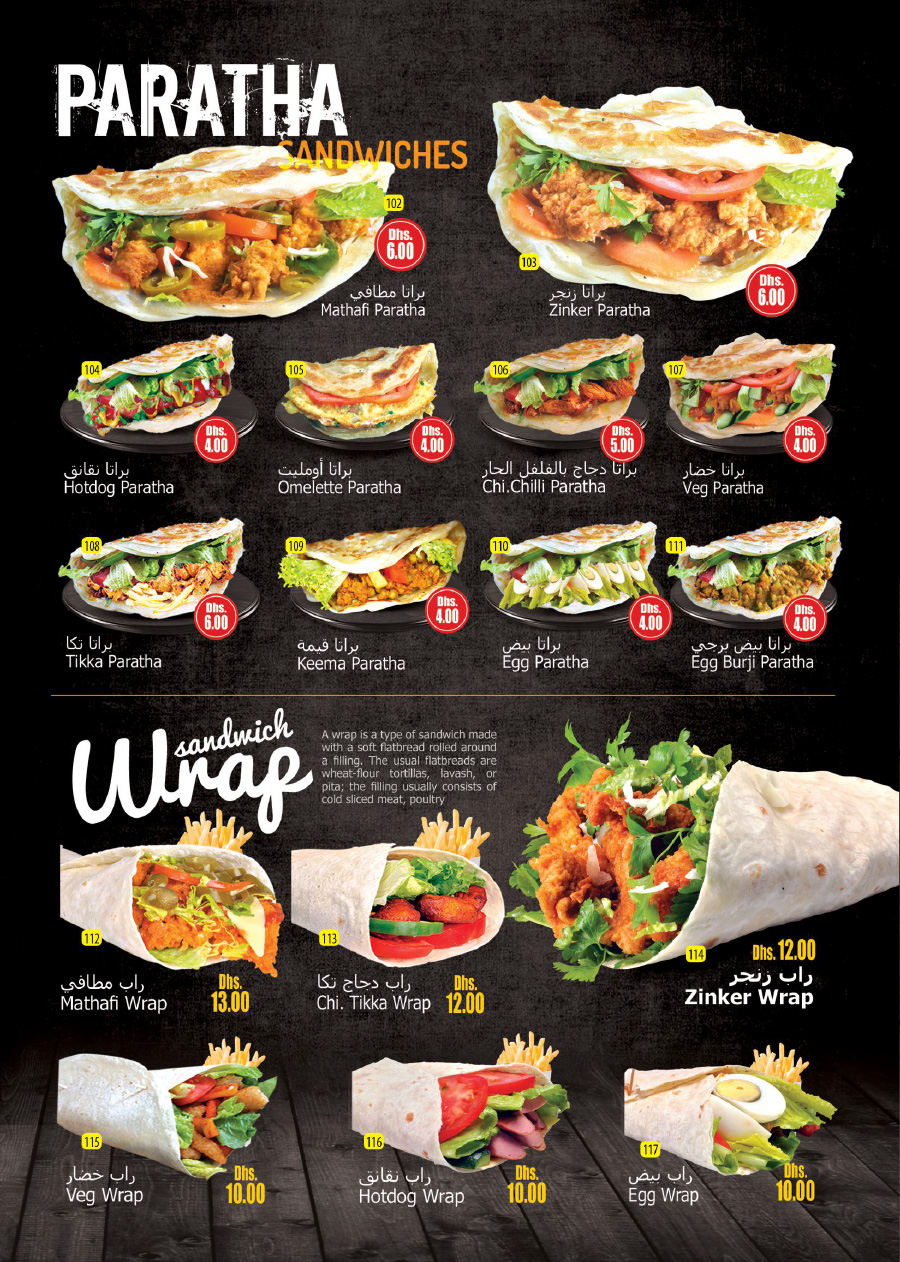 PARATHA
SANDWICHES
102
Dhs.
6.00
براتا مطافي
Mathafi Paratha
103
Dhs.
6.00
براتا زنجر
Zinker Paratha
104
Dhs.
4.00
براتا نقانق
Hotdog Paratha
105
Dhs.
4.00
براتا أومليت
Omelette Paratha
106
Dhs.
5.00
براتا دجاج بالفلفل الحار
Chi.Chilli Paratha
107
Dhs.
4.00
براتا خضار
Veg Paratha
108
Dhs.
6.00
براتا تكا
Tikka Paratha
109
Dhs.
4.00
براتا قيمة
Keema Paratha
110
Dhs.
4.00
براتا بيض
Egg Paratha
111
Dhs.
4.00
براتا بيض برجي
Egg Burji Paratha
sandwich
Wrap
A wrap is a type of sandwich made
with a soft flatbread rolled around
a filling. The usual flatbreads are
wheat-flour tortillas, lavash, or
pita; the filling usually consists of
cold sliced meat, poultry
112
راب مطافي
Mathafi Wrap
Dhs.
13.00
113
راب دجاج تكا
Chi. Tikka Wrap
Dhs.
12.00
114
Dhs. 12.00
راب زنجر
Zinker Wrap
115
راب خضار
Veg Wrap
Dhs.
10.00
116
راب نقانق
Hotdog Wrap
Dhs.
10.00
117
راب بيض
Egg Wrap
Dhs.
10.00